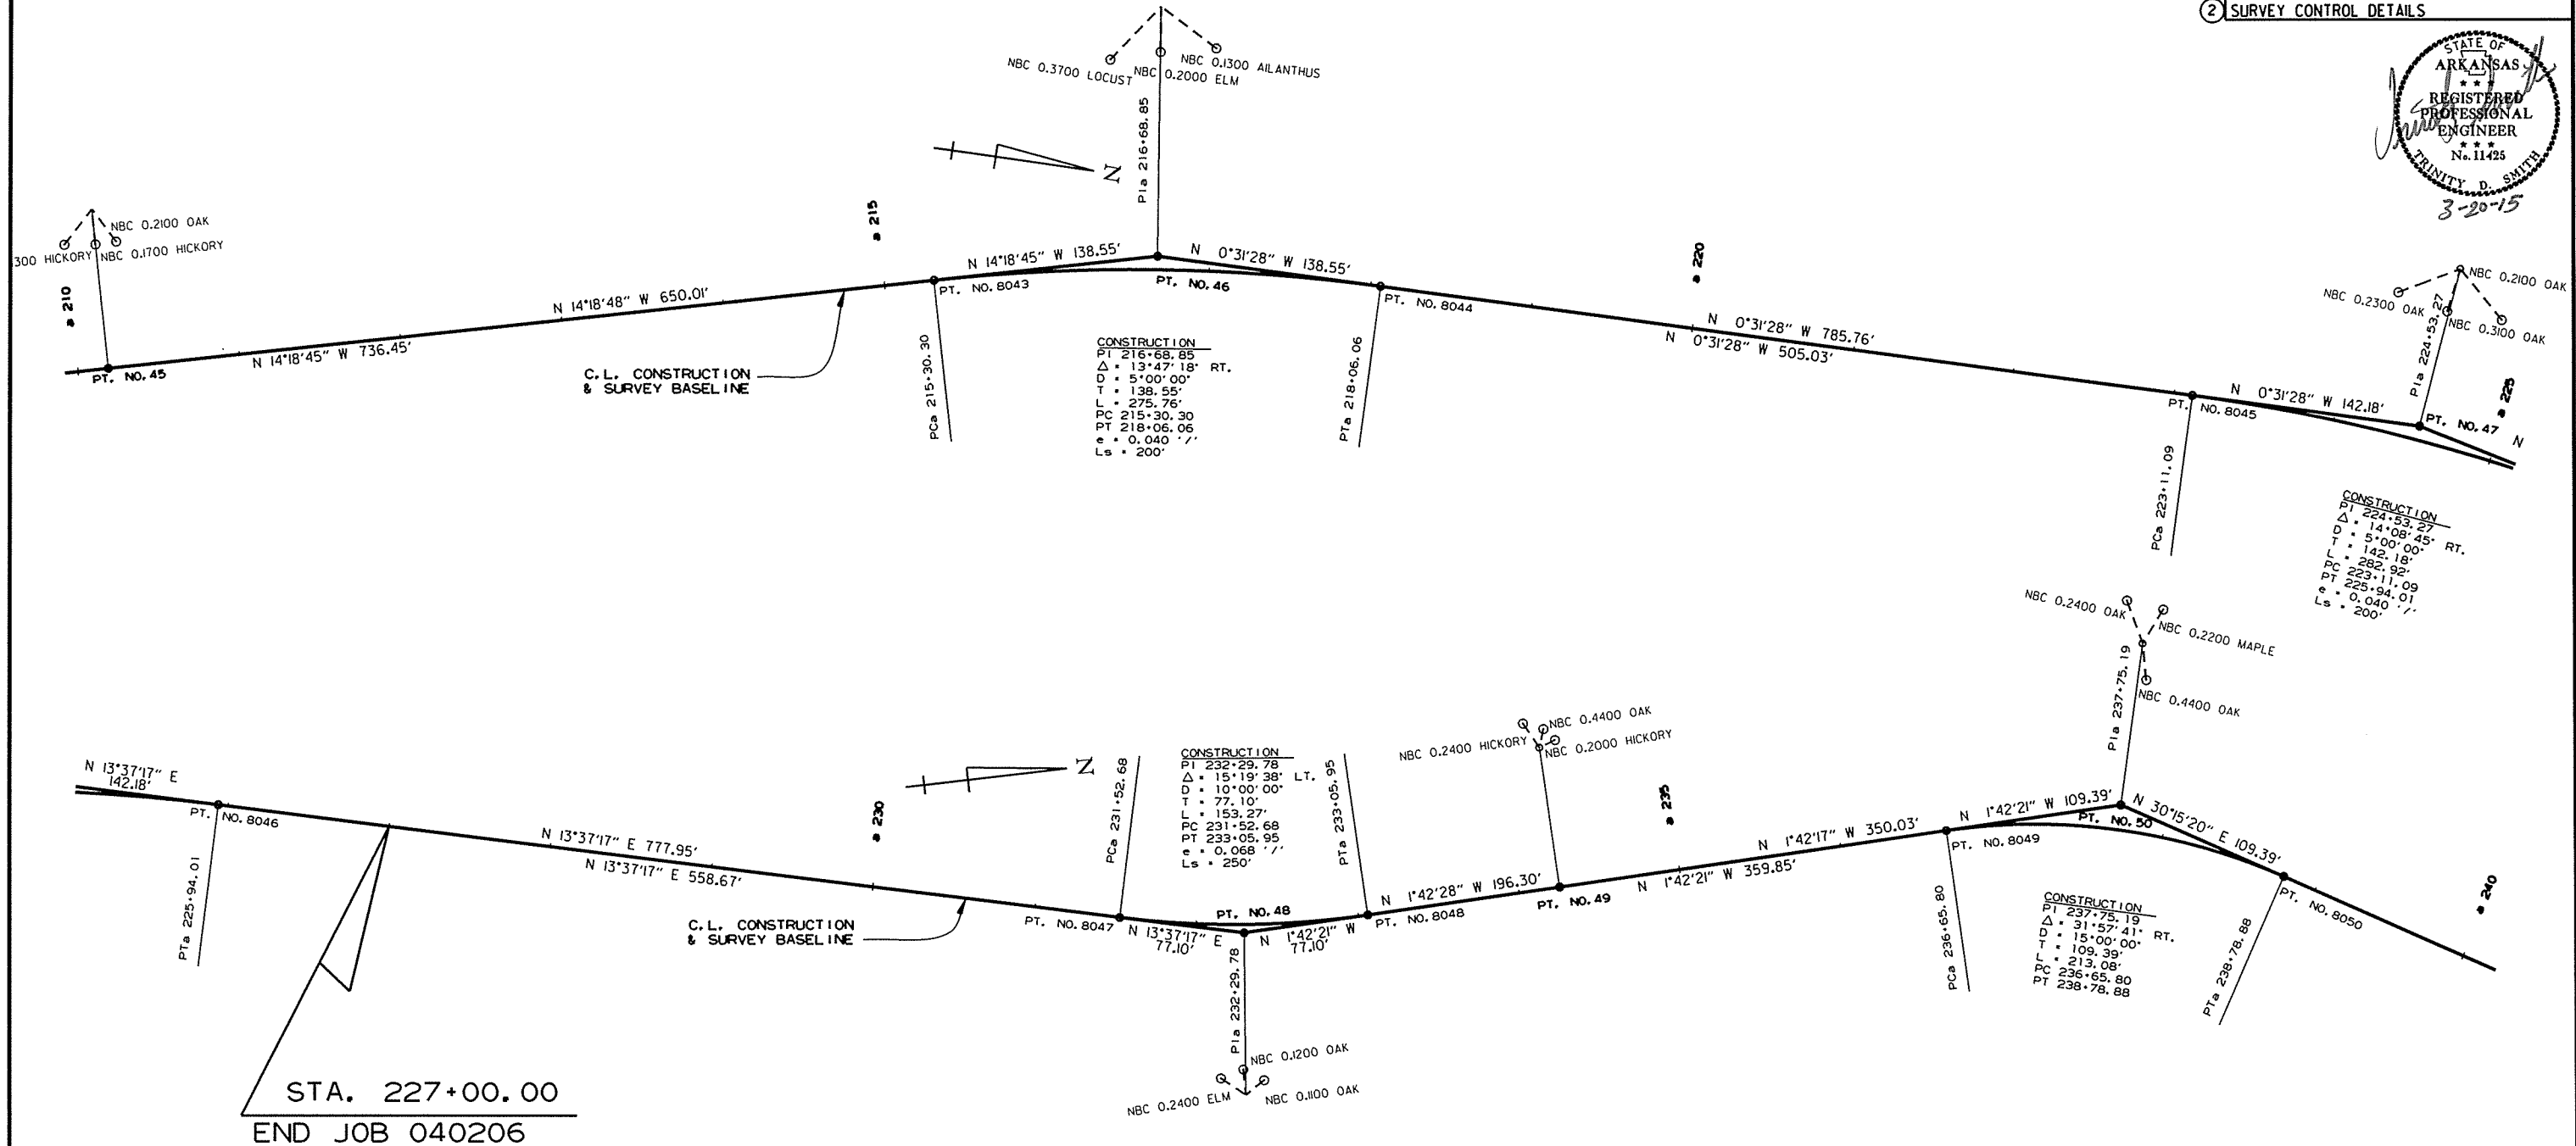 ② SURVEY CONTROL DETAILS
STATE OF
ARKANSAS
★ ★ ★
REGISTERED
PROFESSIONAL
ENGINEER
★ ★ ★
No. 11425
TRINITY D. SMITH
3-20-15
NBC 0.3700 LOCUST
NBC 0.2000 ELM
NBC 0.1300 AILANTHUS
PIa 216+68.85
N
300 HICKORY
NBC 0.2100 OAK
NBC 0.1700 HICKORY
a 210
PT. NO. 45
N 14°18'48" W 650.01'
N 14°18'45" W 736.45'
C.L. CONSTRUCTION
& SURVEY BASELINE
a 215
N 14°18'45" W 138.55'
PT. NO. 8043
PCa 215+30.30
PT. NO. 46
N 0°31'28" W 138.55'
PT. NO. 8044
PTa 218+06.06
CONSTRUCTION
PI 216+68.85
Δ = 13°47'18" RT.
D = 5°00'00"
T = 138.55'
L = 275.76'
PC 215+30.30
PT 218+06.06
e = 0.040 '/'
Ls = 200'
a 220
N 0°31'28" W 785.76'
N 0°31'28" W 505.03'
PT. NO. 8045
PCa 223+11.09
N 0°31'28" W 142.18'
PT. NO. 47
PIa 224+53.27
NBC 0.2100 OAK
NBC 0.2300 OAK
NBC 0.3100 OAK
a 225
N
CONSTRUCTION
PI 224+53.27
Δ = 14°08'45" RT.
D = 5°00'00"
T = 142.18'
L = 282.92'
PC 223+11.09
PT 225+94.01
e = 0.040 '/'
Ls = 200'
N 13°37'17" E
142.18'
PT. NO. 8046
PTa 225+94.01
STA. 227+00.00
END JOB 040206
N 13°37'17" E 777.95'
N 13°37'17" E 558.67'
C.L. CONSTRUCTION
& SURVEY BASELINE
a 230
N
PT. NO. 8047
PCa 231+52.68
N 13°37'17" E
77.10'
PT. NO. 48
N 1°42'21" W
77.10'
PIa 232+29.78
NBC 0.1200 OAK
NBC 0.2400 ELM
NBC 0.1100 OAK
CONSTRUCTION
PI 232+29.78
Δ = 15°19'38" LT.
D = 10°00'00"
T = 77.10'
L = 153.27'
PC 231+52.68
PT 233+05.95
e = 0.068 '/'
Ls = 250'
PTa 233+05.95
PT. NO. 8048
N 1°42'28" W 196.30'
PT. NO. 49
NBC 0.4400 OAK
NBC 0.2400 HICKORY
NBC 0.2000 HICKORY
a 235
N 1°42'17" W 350.03'
N 1°42'21" W 359.85'
PT. NO. 8049
PCa 236+65.80
N 1°42'21" W 109.39'
PT. NO. 50
PIa 237+75.19
NBC 0.2400 OAK
NBC 0.2200 MAPLE
NBC 0.4400 OAK
N 30°15'20" E 109.39'
PT. NO. 8050
PTa 238+78.88
CONSTRUCTION
PI 237+75.19
Δ = 31°57'41" RT.
D = 15°00'00"
T = 109.39'
L = 213.08'
PC 236+65.80
PT 238+78.88
a 240